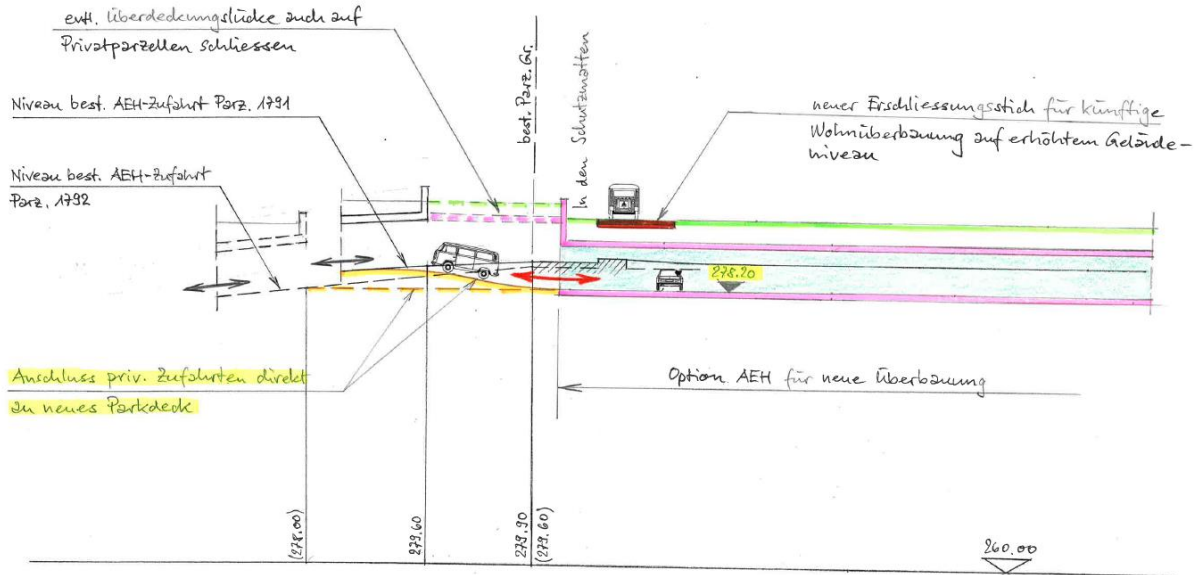 evtl. Überdeckungslücke auch auf
Privatparzellen schliessen
Niveau best. AEH-Zufahrt Parz. 1791
Niveau best. AEH-Zufahrt
Parz. 1792
best. Parz. Gr.
In den Schutzmatten
neuer Erschliessungsstich für künftige
Wohnüberbauung auf erhöhtem Gelände-
niveau
278.20
Anschluss priv. Zufahrten direkt
an neues Parkdeck
Option AEH für neue Überbauung
(278.00)
279.60
279.90
(279.60)
260.00